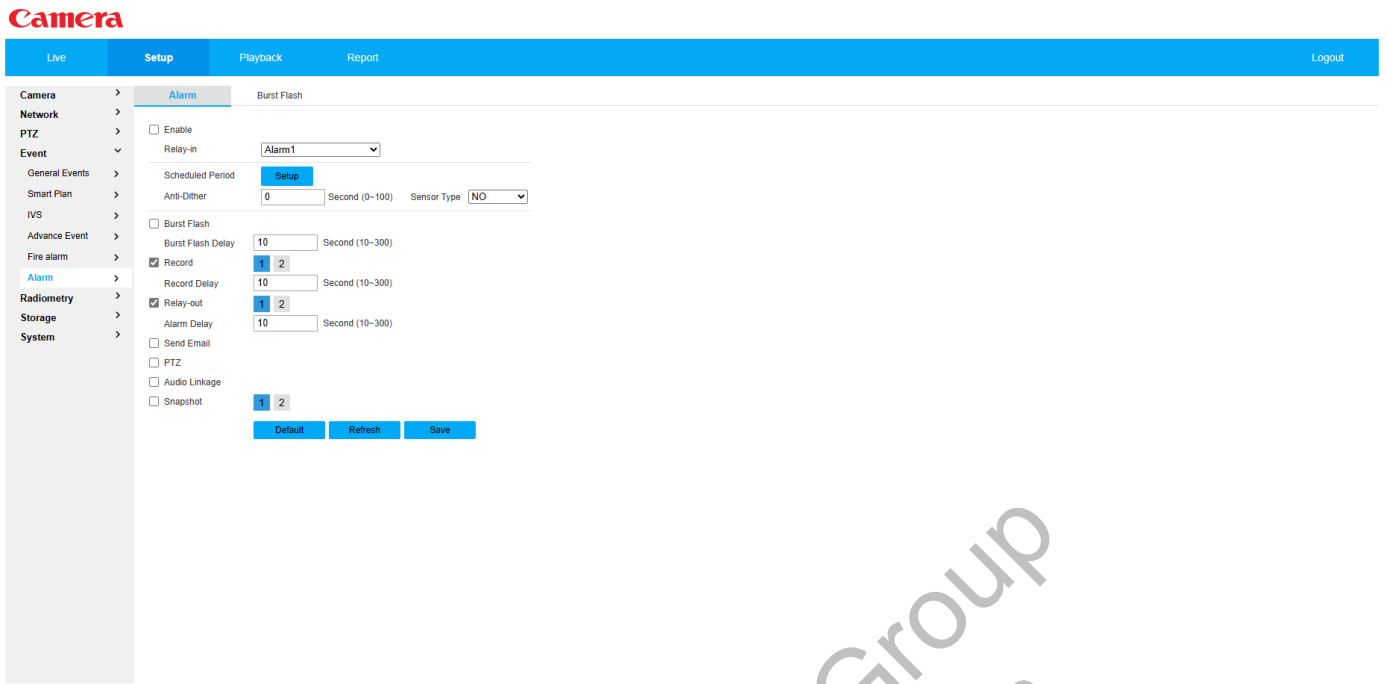 Camera
Live Setup Playback Report Logout
Camera
Network
PTZ
Event
General Events
Smart Plan
IVS
Advance Event
Fire alarm
Alarm
Radiometry
Storage
System
Alarm Burst Flash
Enable
Relay-in Alarm1
Scheduled Period Setup
Anti-Dither 0 Second (0~100) Sensor Type NO
Burst Flash
Burst Flash Delay 10 Second (10~300)
Record 1 2
Record Delay 10 Second (10~300)
Relay-out 1 2
Alarm Delay 10 Second (10~300)
Send Email
PTZ
Audio Linkage
Snapshot 1 2
Default Refresh Save
Group